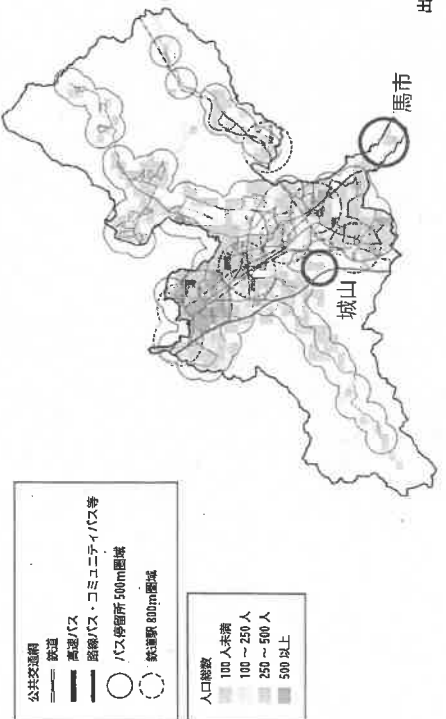 公共交通網
鉄道
高速バス
路線バス・コミュニティバス等
バス停留所 500m圏域
鉄道駅 800m圏域
人口総数
100 人未満
100 ~ 250 人
250 ~ 500 人
500 以上
城山
馬市
出